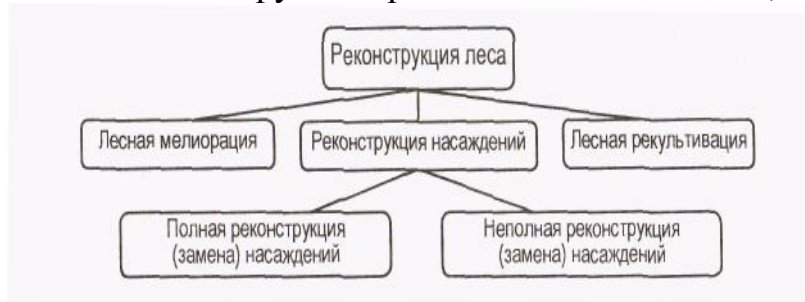 Реконструкция леса
Лесная мелиорация
Реконструкция насаждений
Лесная рекультивация
Полная реконструкция
(замена) насаждений
Неполная реконструкция
(замена) насаждений